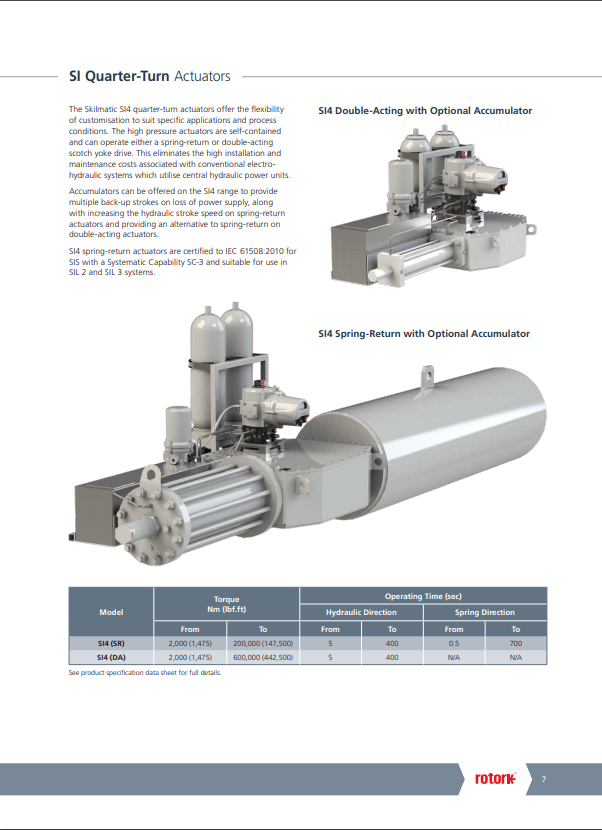 SI Quarter-Turn Actuators
The Skilmatic SI4 quarter-turn actuators offer the flexibility
of customisation to suit specific applications and process
conditions. The high pressure actuators are self-contained
and can operate either a spring-return or double-acting
scotch yoke drive. This eliminates the high installation and
maintenance costs associated with conventional electro-
hydraulic systems which utilise central hydraulic power units.
Accumulators can be offered on the SI4 range to provide
multiple back-up strokes on loss of power supply, along
with increasing the hydraulic stroke speed on spring-return
actuators and providing an alternative to spring-return on
double-acting actuators.
SI4 spring-return actuators are certified to IEC 61508:2010 for
SIS with a Systematic Capability SC-3 and suitable for use in
SIL 2 and SIL 3 systems.
SI4 Double-Acting with Optional Accumulator
SI4 Spring-Return with Optional Accumulator
Model Torque Nm (lbf.ft) Operating Time (sec)
Hydraulic Direction Spring Direction
From To From To From To
SI4 (SR) 2,000 (1,475) 200,000 (147,500) 5 400 0.5 700
SI4 (DA) 2,000 (1,475) 600,000 (442,500) 5 400 N/A N/A
See product specification data sheet for full details.
rotork 7